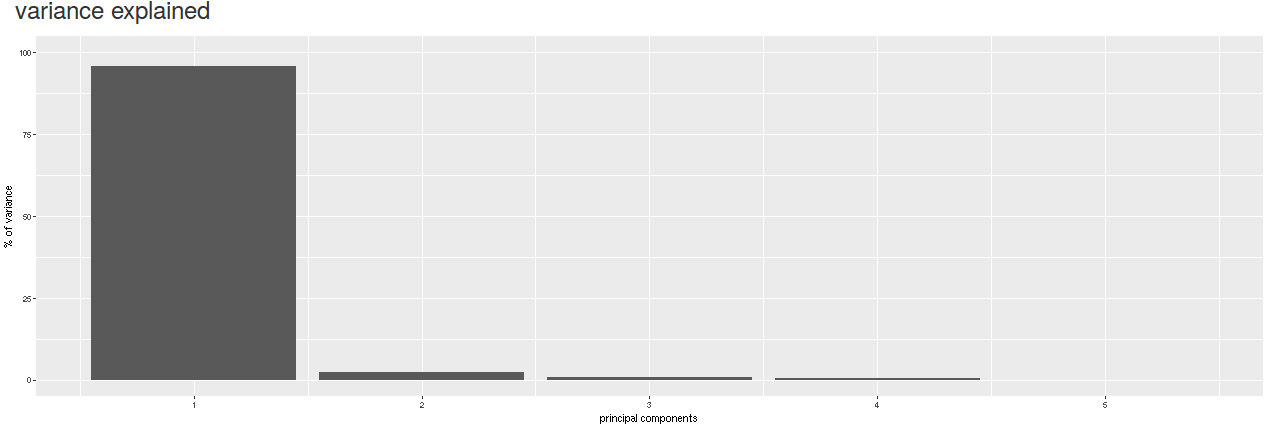 variance explained
% of variance
100
75
50
25
0
1 2 3 4 5
principal components